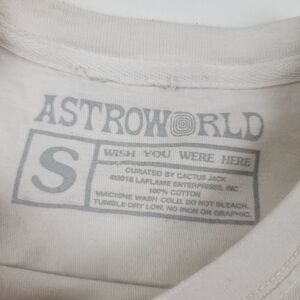 ASTROWORLD
S
WISH YOU WERE HERE
CURATED BY CACTUS JACK
©2018 LAFLAME ENTERPRISES, INC
100% COTTON
MACHINE WASH COLD. DO NOT BLEACH.
TUMBLE DRY LOW. NO IRON ON GRAPHIC.